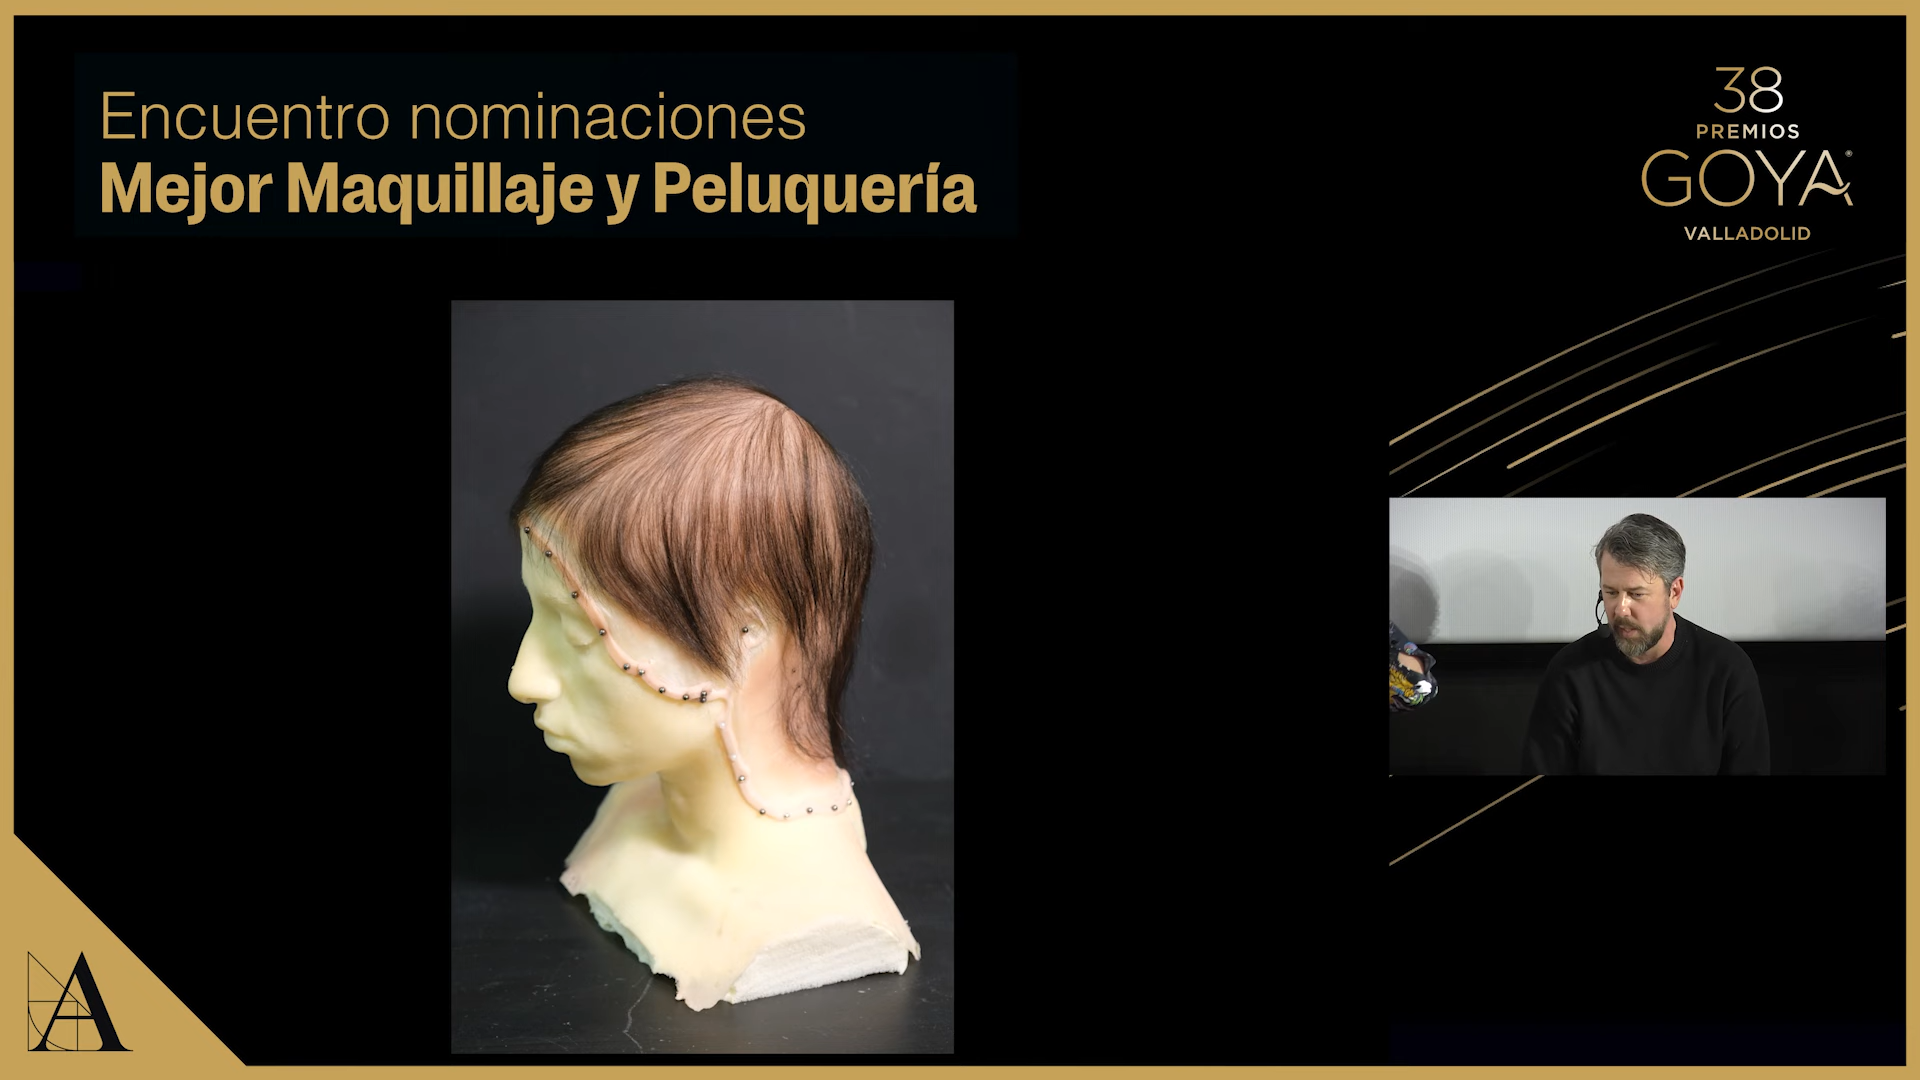 Encuentro nominaciones
Mejor Maquillaje y Peluquería
38
PREMIOS
GOYA®
VALLADOLID
A